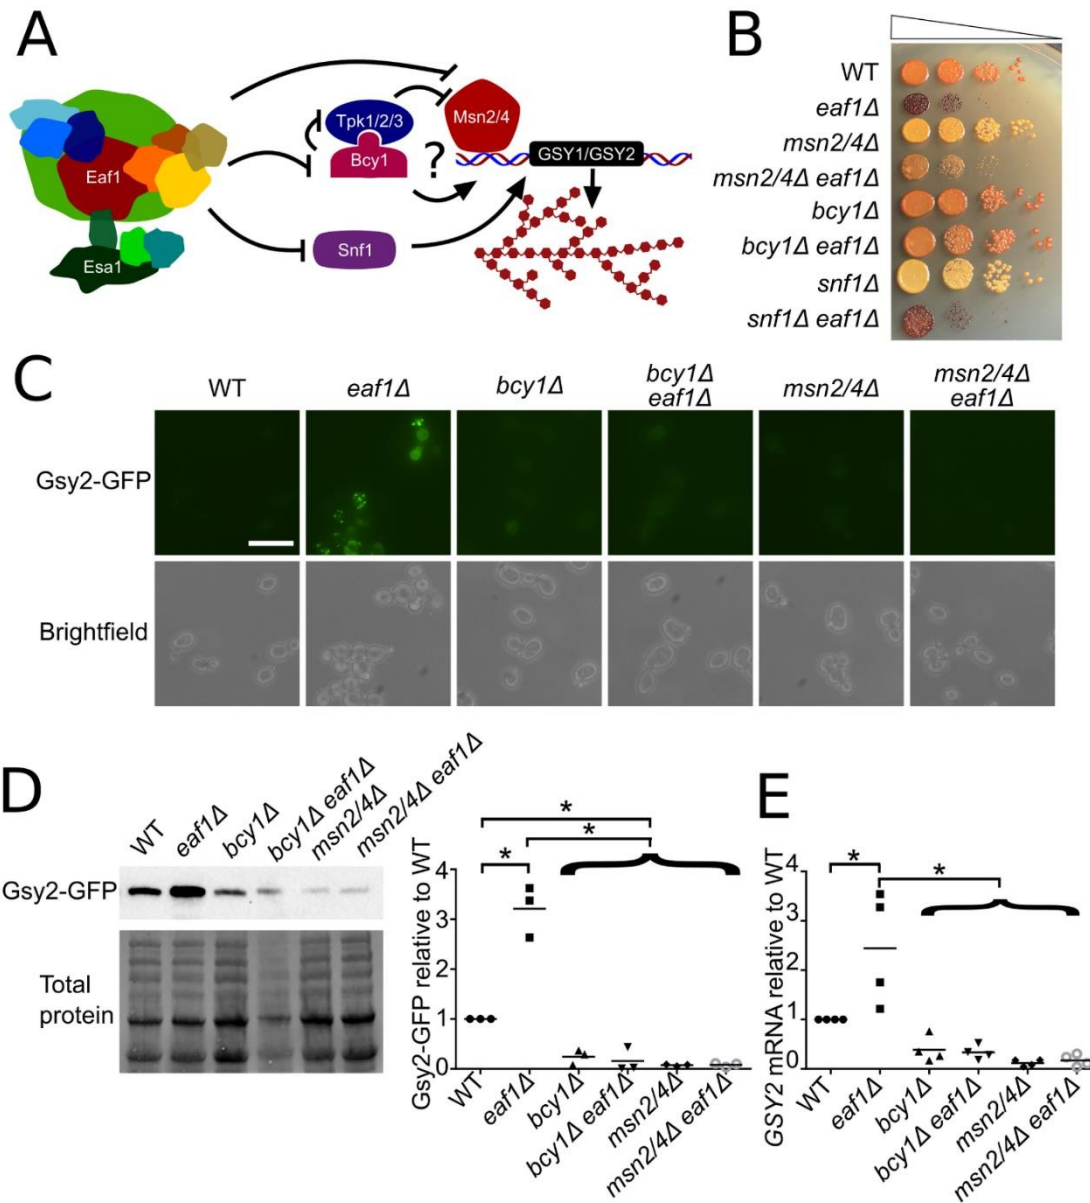 A
Eaf1
Esa1
Tpk1/2/3
Bcy1
Snf1
Msn2/4
?
GSY1/GSY2
B
WT
eaf1Δ
msn2/4Δ
msn2/4Δ eaf1Δ
bcy1Δ
bcy1Δ eaf1Δ
snf1Δ
snf1Δ eaf1Δ
C
WT
eaf1Δ
bcy1Δ
bcy1Δ
eaf1Δ
msn2/4Δ
msn2/4Δ
eaf1Δ
Gsy2-GFP
Brightfield
D
WT
eaf1Δ
bcy1Δ
bcy1Δ eaf1Δ
msn2/4Δ
msn2/4Δ eaf1Δ
Gsy2-GFP
Total
protein
Gsy2-GFP relative to WT
4
3
2
1
0
*
*
*
WT
eaf1Δ
bcy1Δ
bcy1Δ eaf1Δ
msn2/4Δ
msn2/4Δ eaf1Δ
E
GSY2 mRNA relative to WT
4
3
2
1
0
*
*
WT
eaf1Δ
bcy1Δ
bcy1Δ eaf1Δ
msn2/4Δ
msn2/4Δ eaf1Δ